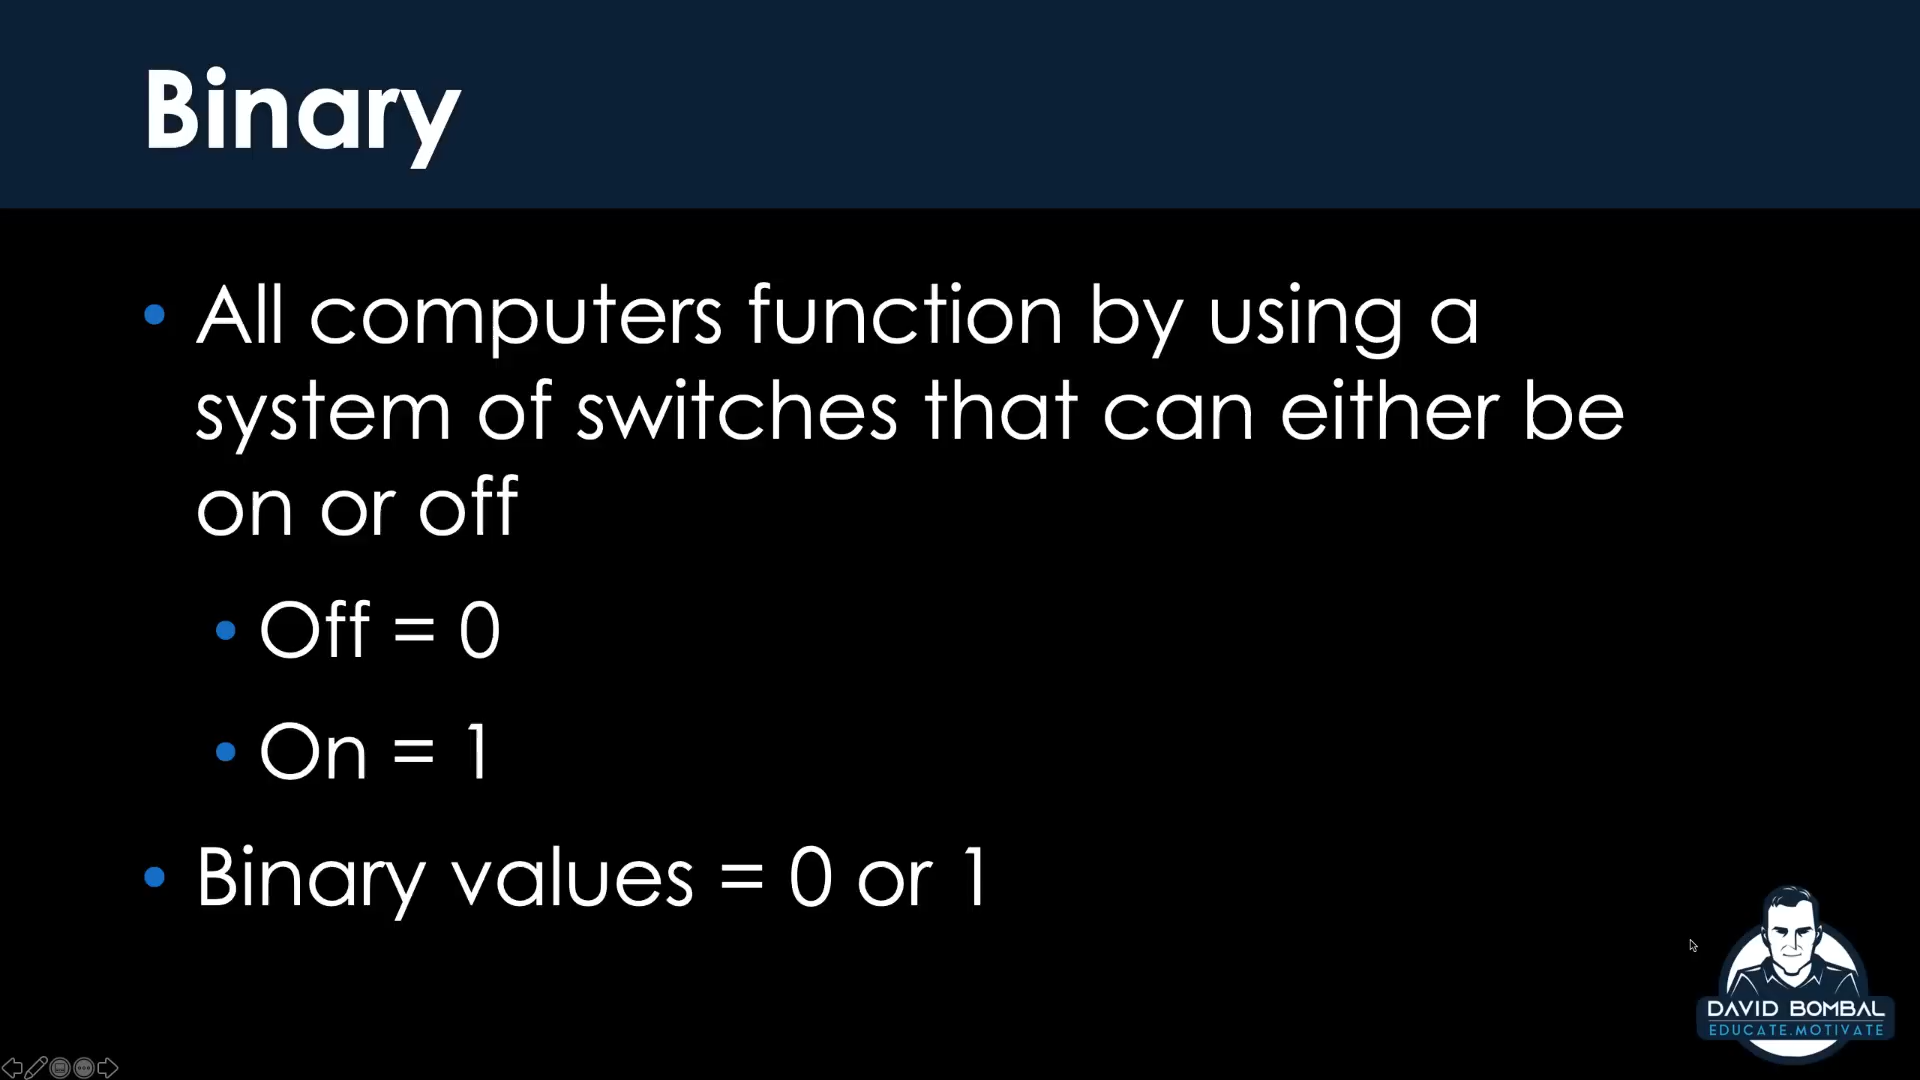 Binary
• All computers function by using a
system of switches that can either be
on or off
• Off = 0
• On = 1
• Binary values = 0 or 1
DAVID BOMBAL
EDUCATE.MOTIVATE